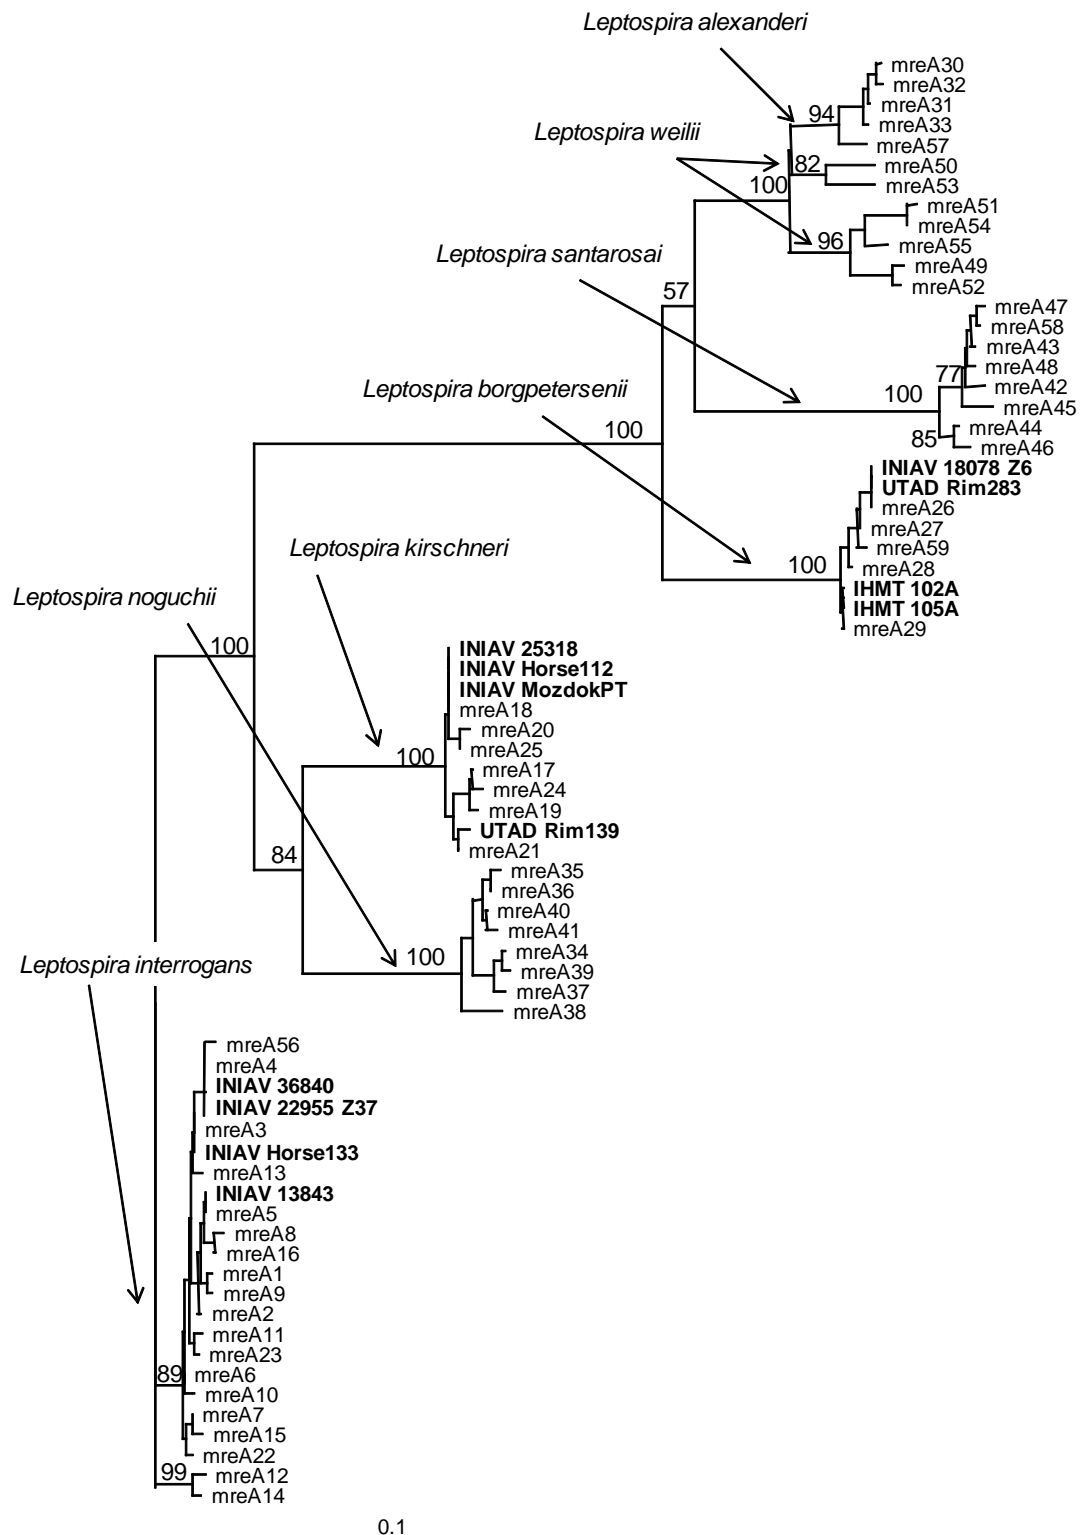 Leptospira alexanderi
mreA30
mreA32
mreA31
94
mreA33
Leptospira weilii
mreA57
82
mreA50
100
mreA53
mreA51
mreA54
96
mreA55
Leptospira santarosai
mreA49
mreA52
57
mreA47
mreA58
mreA43
mreA48
77
Leptospira borgpetersenii
mreA42
100
mreA45
mreA44
100
85
mreA46
INIAV 18078 Z6
UTAD Rim283
mreA26
mreA27
Leptospira kirschneri
mreA59
100
mreA28
IHMT 102A
Leptospira noguchii
IHMT 105A
mreA29
100
INIAV 25318
INIAV Horse112
INIAV MozdokPT
mreA18
mreA20
mreA25
100
mreA17
mreA24
mreA19
UTAD Rim139
84
mreA21
mreA35
mreA36
mreA40
mreA41
100
mreA34
Leptospira interrogans
mreA39
mreA37
mreA38
mreA56
mreA4
INIAV 36840
INIAV 22955 Z37
mreA3
INIAV Horse133
mreA13
INIAV 13843
mreA5
mreA8
mreA16
mreA1
mreA9
mreA2
mreA11
mreA23
89
mreA6
mreA10
mreA7
mreA15
mreA22
99
mreA12
mreA14
0.1